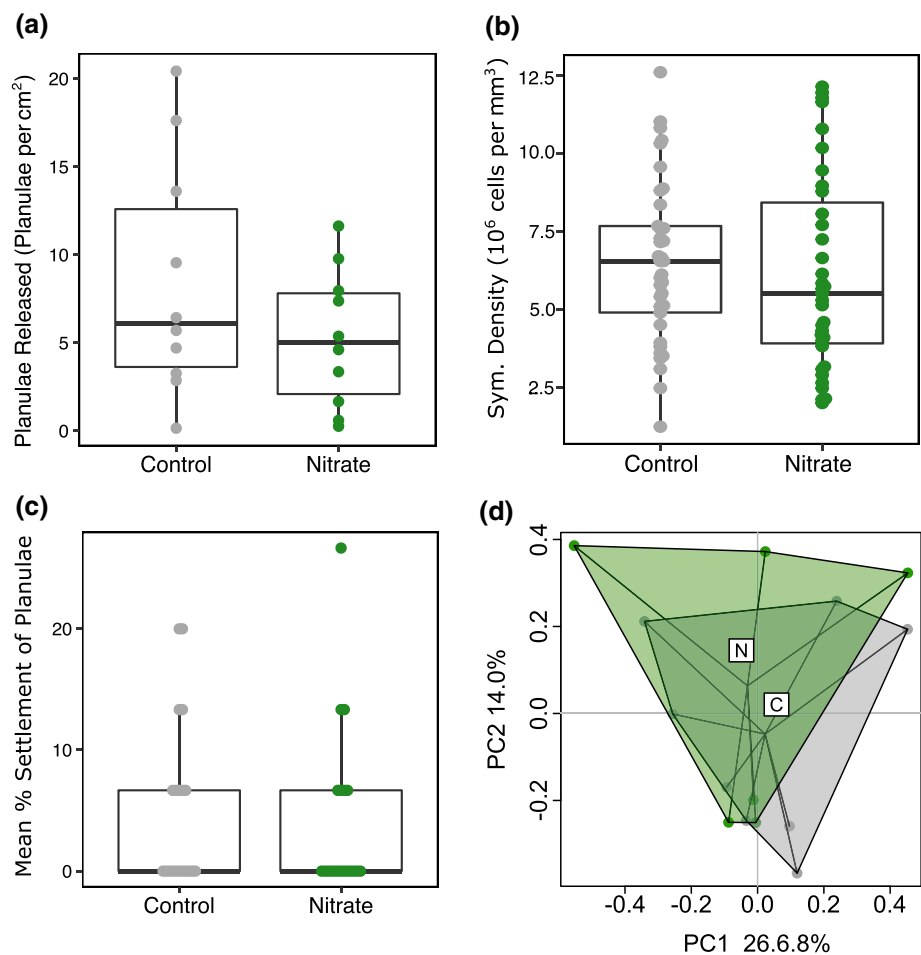 (a)
Planulae Released (Planulae per cm²)
20
15
10
5
0
Control
Nitrate
(b)
Sym. Density (10⁶ cells per mm³)
12.5
10.0
7.5
5.0
2.5
Control
Nitrate
(c)
Mean % Settlement of Planulae
20
10
0
Control
Nitrate
(d)
PC2 14.0%
0.4
0.2
0.0
-0.2
N
C
-0.4
-0.2
0.0
0.2
0.4
PC1 26.6.8%